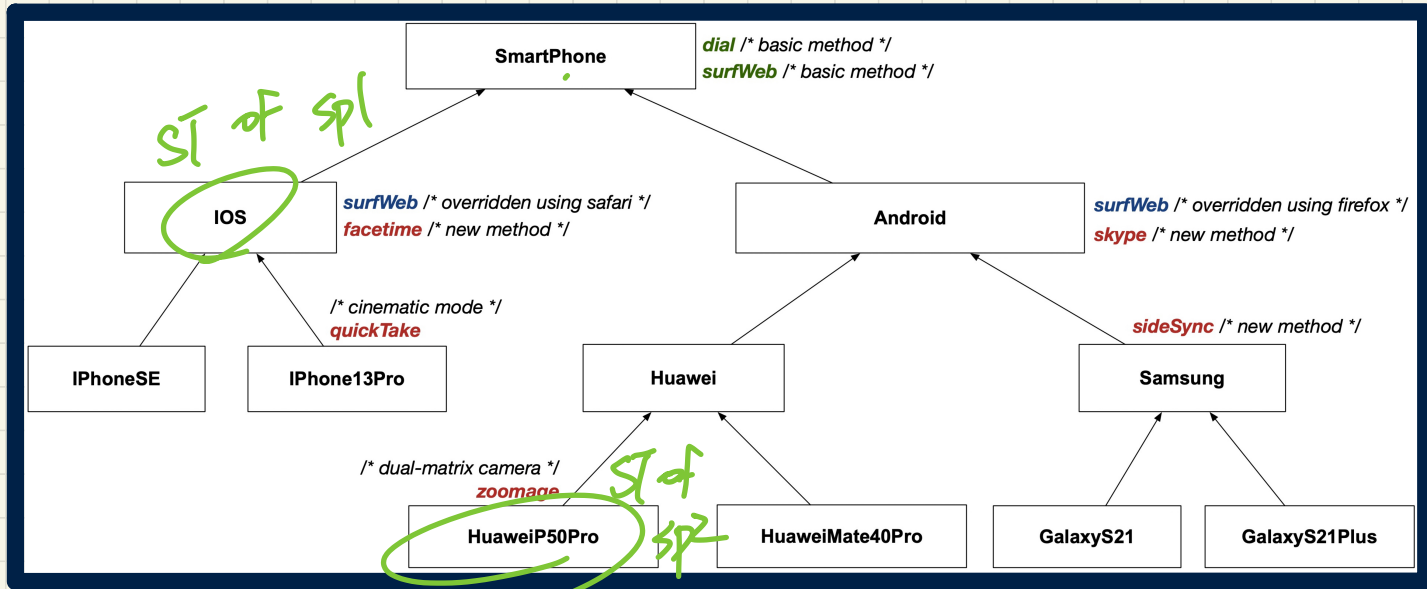 SmartPhone
dial /* basic method */
surfWeb /* basic method */
ST of sp1
IOS
surfWeb /* overridden using safari */
facetime /* new method */
Android
surfWeb /* overridden using firefox */
skype /* new method */
/* cinematic mode */
quickTake
sideSync /* new method */
IPhoneSE
IPhone13Pro
Huawei
Samsung
/* dual-matrix camera */
zoomage
ST of
sp2
HuaweiP50Pro
HuaweiMate40Pro
GalaxyS21
GalaxyS21Plus